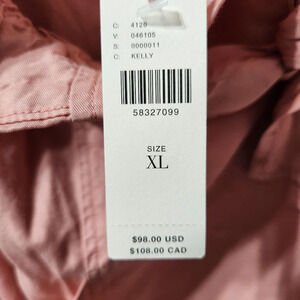 C: 4120
V: 046105
S: 0000011
C: KELLY
58327099
SIZE
XL
$98.00 USD
$108.00 CAD